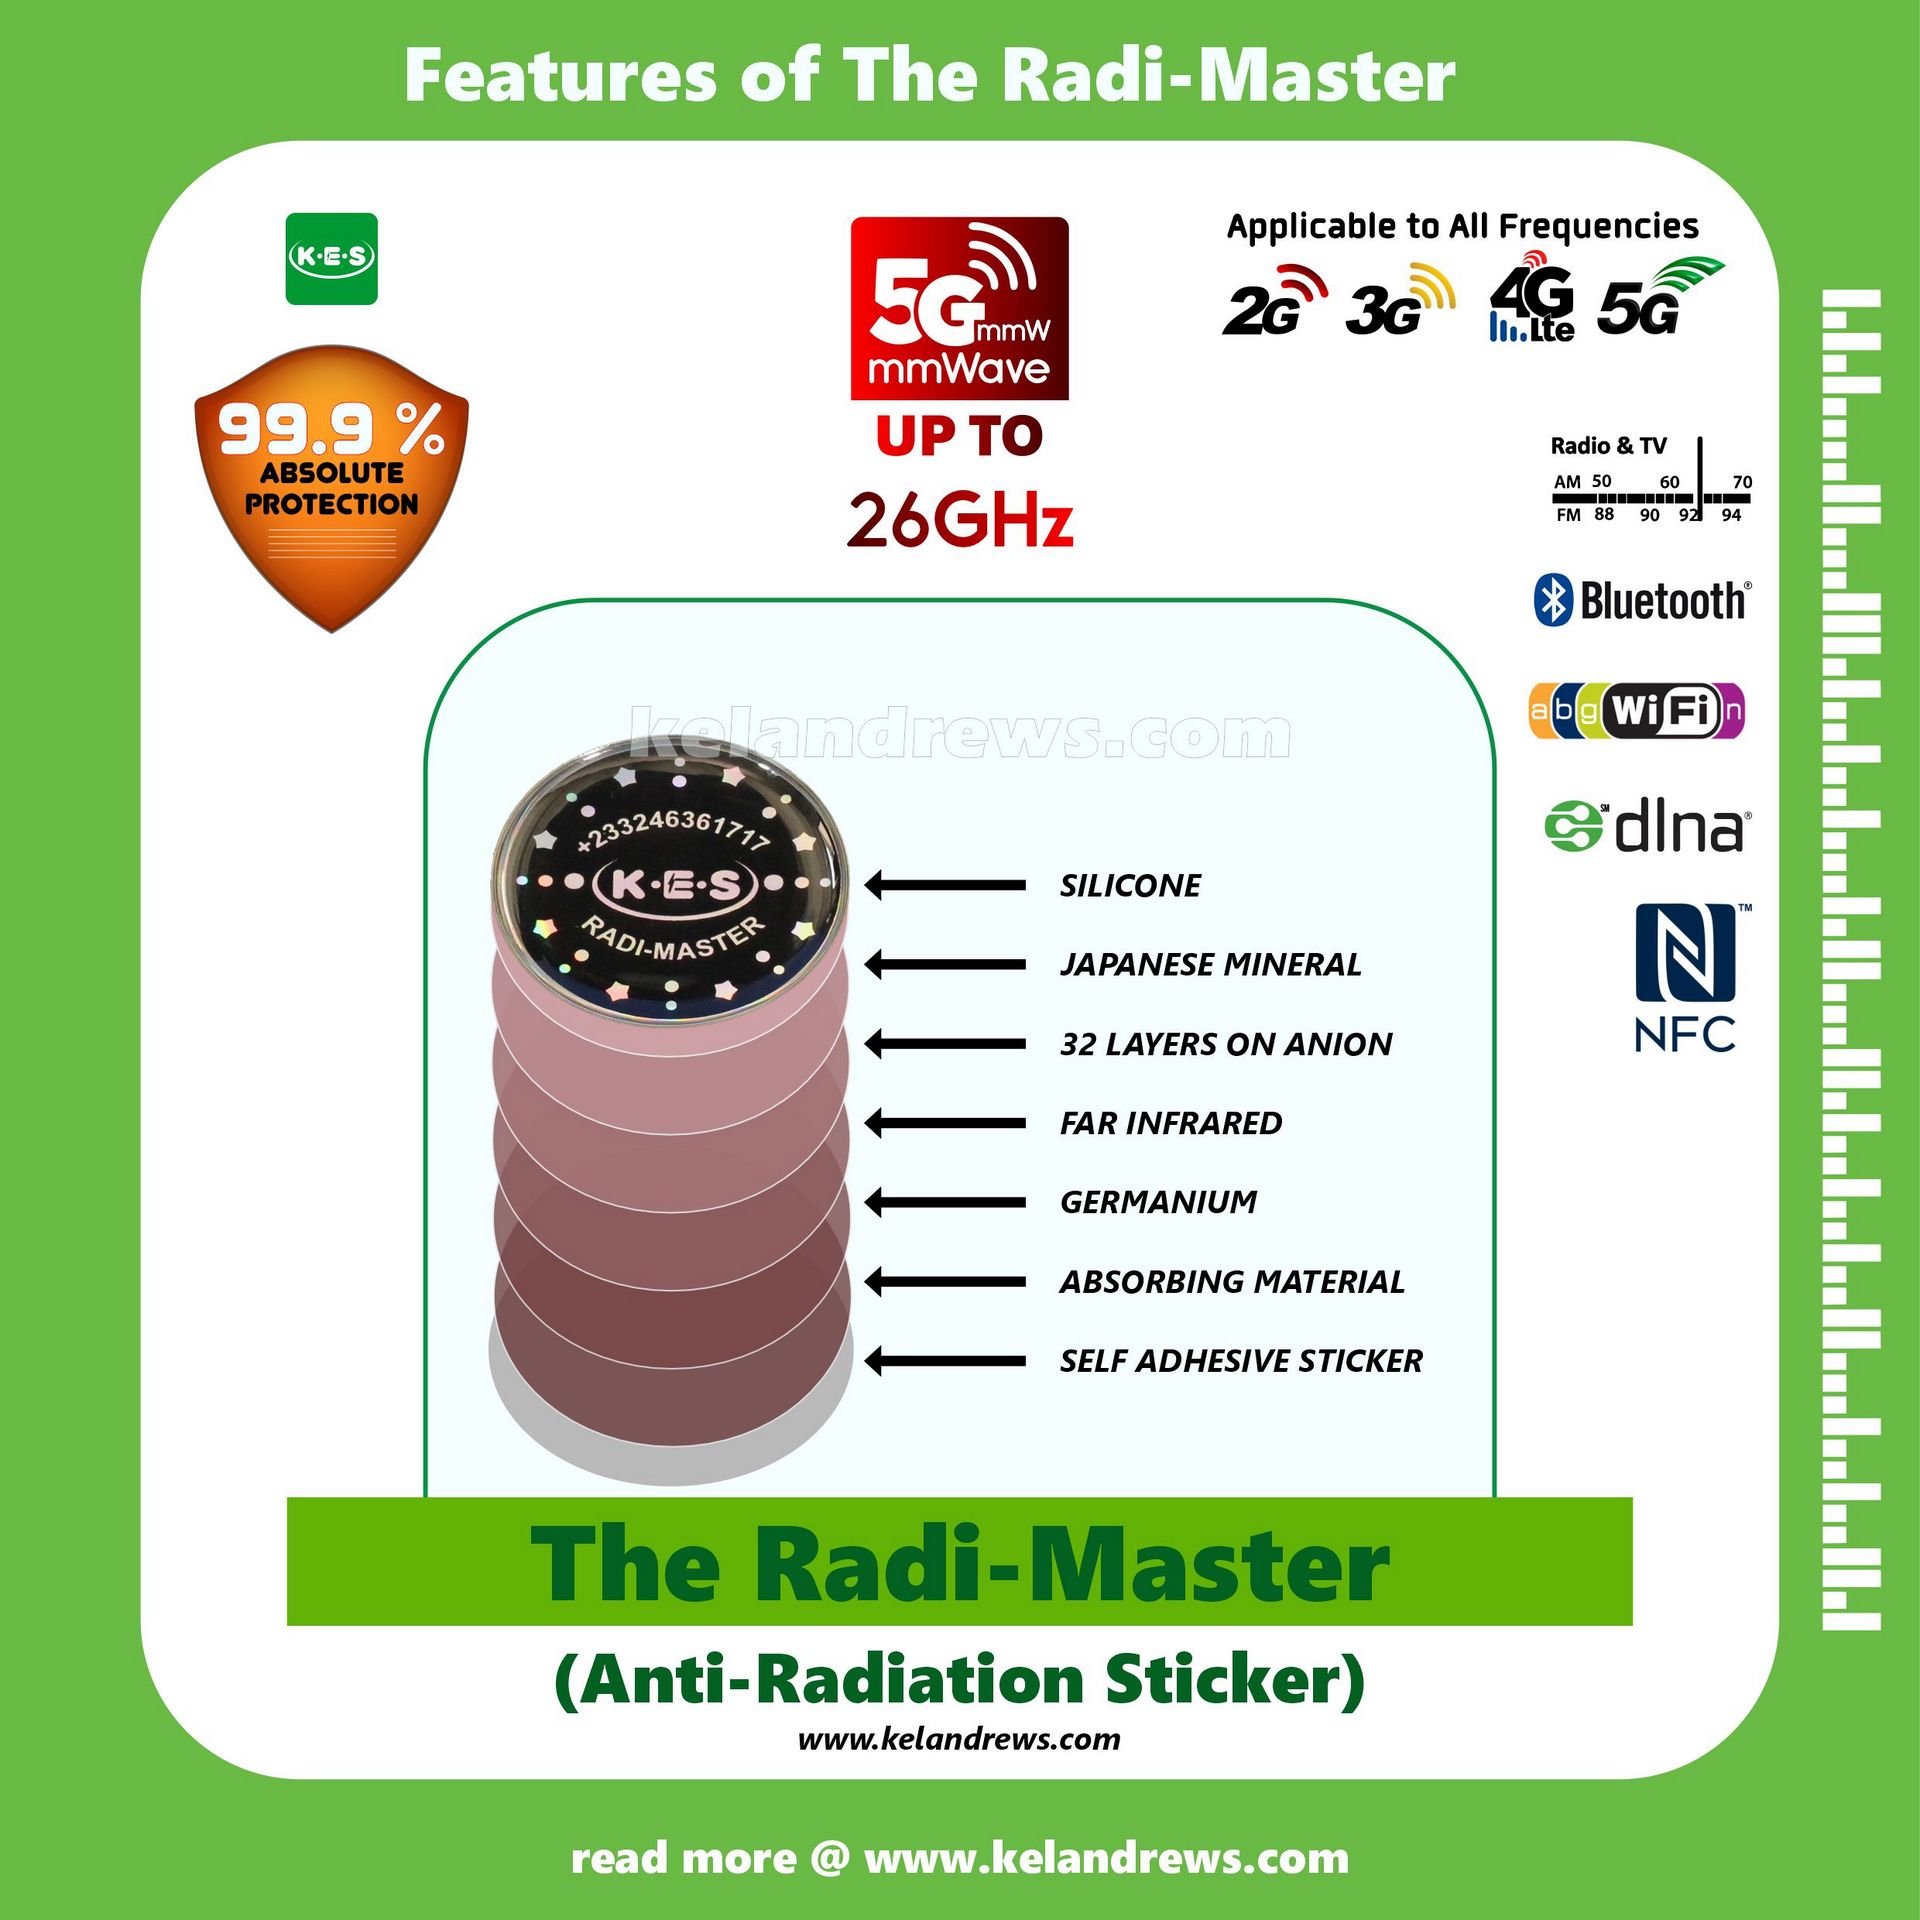 Features of The Radi-Master
K·E·S
99.9 %
ABSOLUTE
PROTECTION
5G mmW
mmWave
UP TO
26GHz
Applicable to All Frequencies
2G 3G 4G Lte 5G
Radio & TV
AM 50 60 70
FM 88 90 92 94
Bluetooth®
a b g WiFi n
SM dlna®
N™
NFC
kelandrews.com
+233246361717
K·E·S
RADI-MASTER
SILICONE
JAPANESE MINERAL
32 LAYERS ON ANION
FAR INFRARED
GERMANIUM
ABSORBING MATERIAL
SELF ADHESIVE STICKER
The Radi-Master
(Anti-Radiation Sticker)
www.kelandrews.com
read more @ www.kelandrews.com